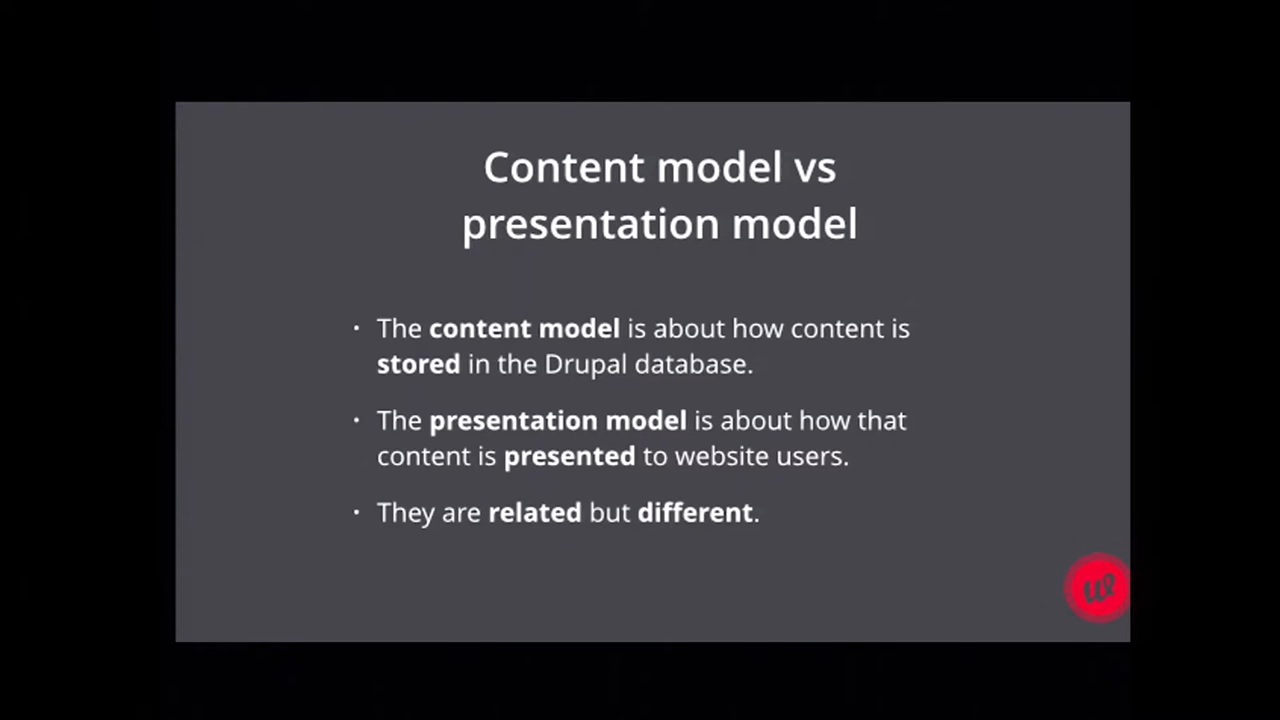 Content model vs
presentation model
· The content model is about how content is
stored in the Drupal database.
· The presentation model is about how that
content is presented to website users.
· They are related but different.